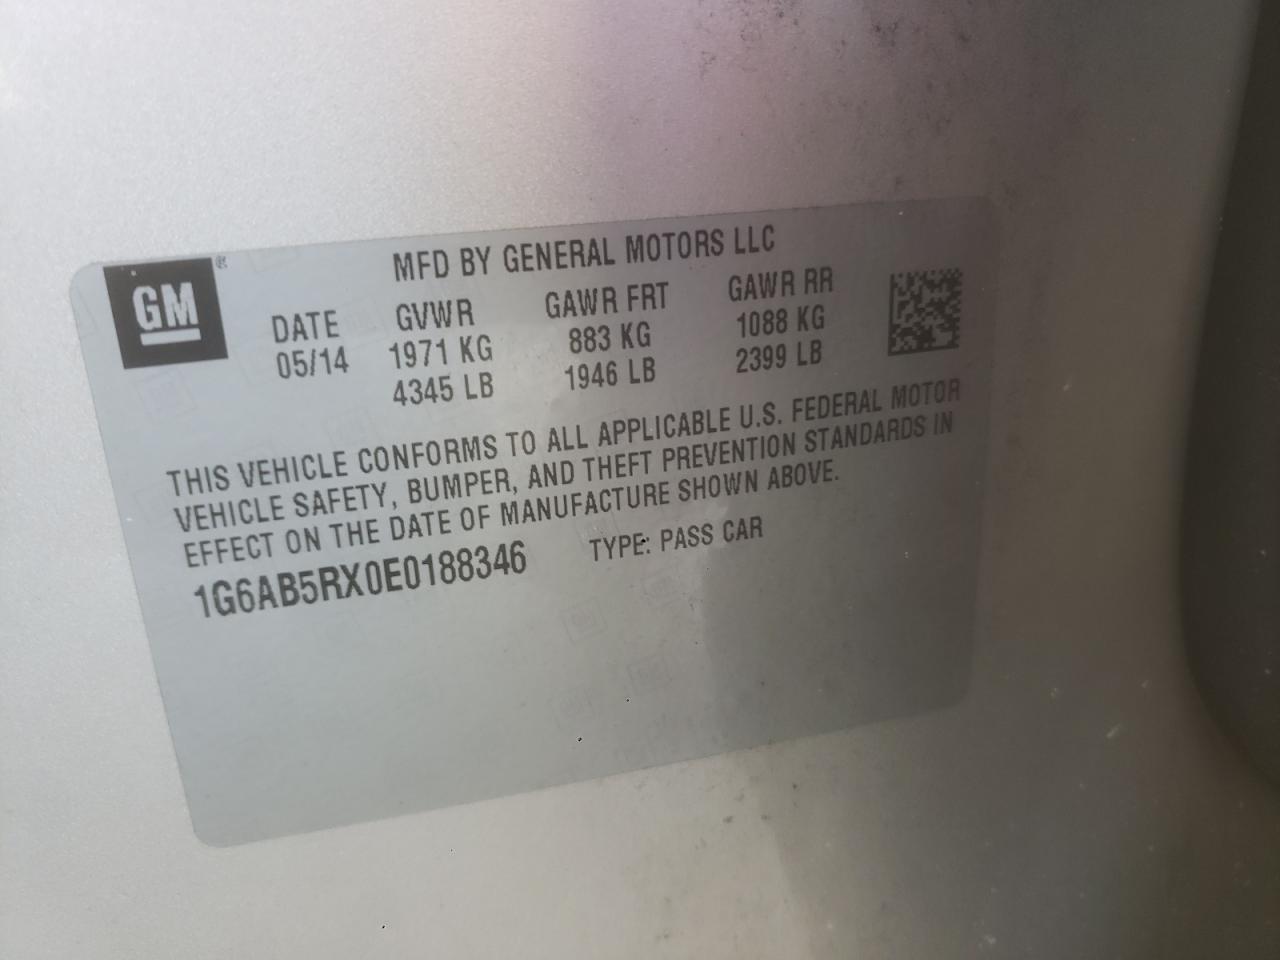 GM®
MFD BY GENERAL MOTORS LLC
DATE GVWR GAWR FRT GAWR RR
05/14 1971 KG 883 KG 1088 KG
4345 LB 1946 LB 2399 LB
THIS VEHICLE CONFORMS TO ALL APPLICABLE U.S. FEDERAL MOTOR
VEHICLE SAFETY, BUMPER, AND THEFT PREVENTION STANDARDS IN
EFFECT ON THE DATE OF MANUFACTURE SHOWN ABOVE.
1G6AB5RX0E0188346 TYPE: PASS CAR